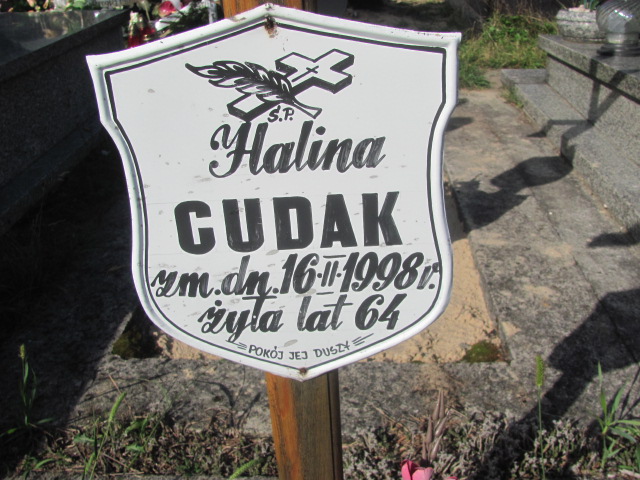 Ś.P.
Halina
CUDAK
zm. dn. 16·II·1998 r.
żyła lat 64
POKÓJ JEJ DUSZY